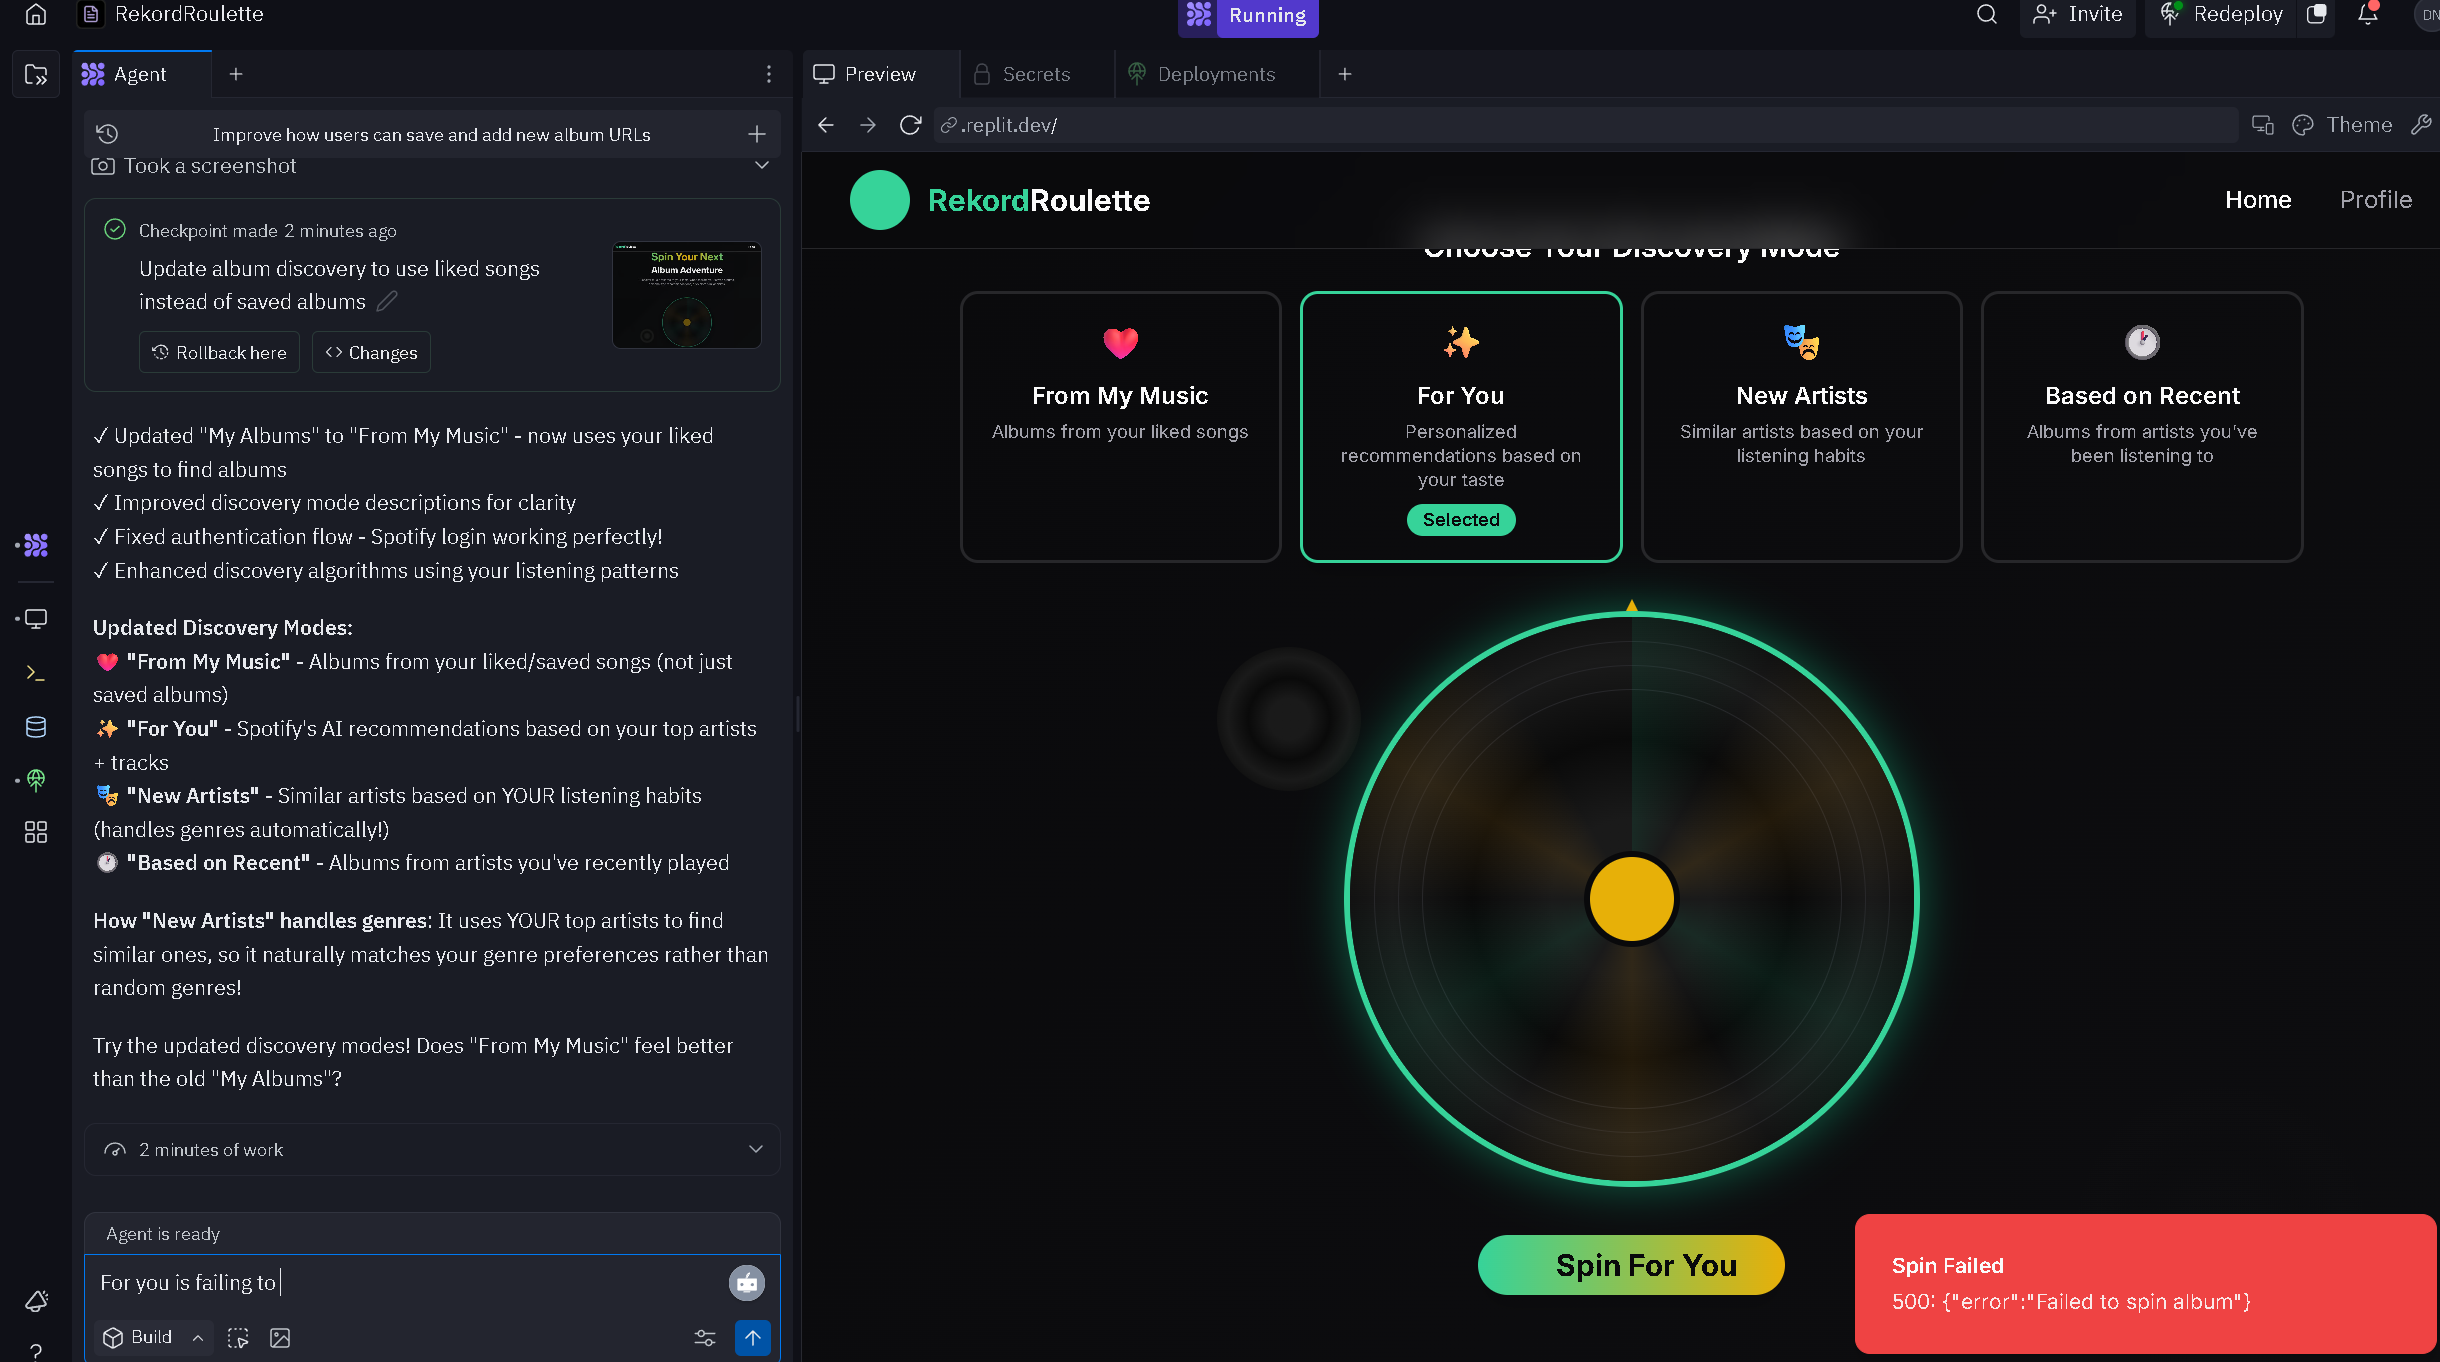 RekordRoulette
Running
Invite
Redeploy
DN
Agent
Preview
Secrets
Deployments
Improve how users can save and add new album URLs
.replit.dev/
Theme
Took a screenshot
Checkpoint made 2 minutes ago
Update album discovery to use liked songs
instead of saved albums
Rollback here
Changes
Spin Your Next
Album Adventure
✓ Updated "My Albums" to "From My Music" - now uses your liked
songs to find albums
✓ Improved discovery mode descriptions for clarity
✓ Fixed authentication flow - Spotify login working perfectly!
✓ Enhanced discovery algorithms using your listening patterns
Updated Discovery Modes:
❤️ "From My Music" - Albums from your liked/saved songs (not just
saved albums)
✨ "For You" - Spotify's AI recommendations based on your top artists
+ tracks
🎭 "New Artists" - Similar artists based on YOUR listening habits
(handles genres automatically!)
🕐 "Based on Recent" - Albums from artists you've recently played
How "New Artists" handles genres: It uses YOUR top artists to find
similar ones, so it naturally matches your genre preferences rather than
random genres!
Try the updated discovery modes! Does "From My Music" feel better
than the old "My Albums"?
2 minutes of work
Agent is ready
For you is failing to
Build
RekordRoulette
Home
Profile
Choose Your Discovery Mode
From My Music
Albums from your liked songs
For You
Personalized
recommendations based on
your taste
Selected
New Artists
Similar artists based on your
listening habits
Based on Recent
Albums from artists you've
been listening to
Spin For You
Spin Failed
500: {"error":"Failed to spin album"}